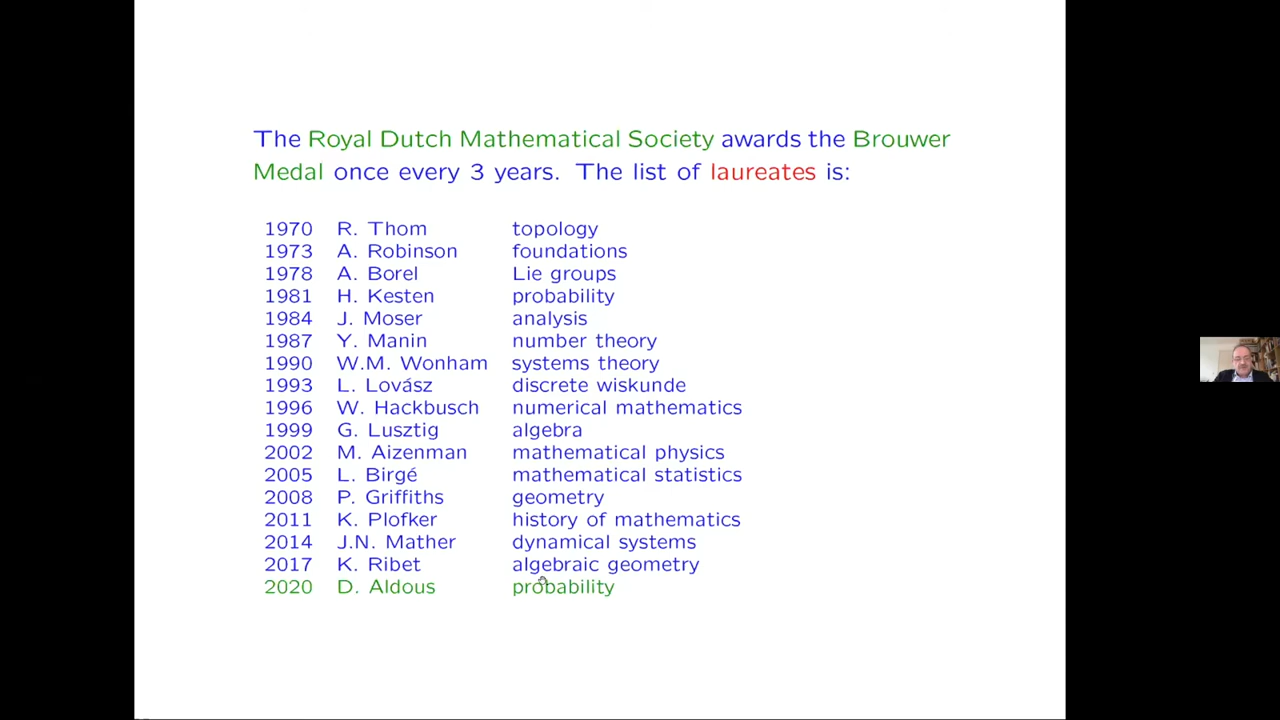 The Royal Dutch Mathematical Society awards the Brouwer
Medal once every 3 years. The list of laureates is:
1970 R. Thom topology
1973 A. Robinson foundations
1978 A. Borel Lie groups
1981 H. Kesten probability
1984 J. Moser analysis
1987 Y. Manin number theory
1990 W.M. Wonham systems theory
1993 L. Lovász discrete wiskunde
1996 W. Hackbusch numerical mathematics
1999 G. Lusztig algebra
2002 M. Aizenman mathematical physics
2005 L. Birgé mathematical statistics
2008 P. Griffiths geometry
2011 K. Plofker history of mathematics
2014 J.N. Mather dynamical systems
2017 K. Ribet algebraic geometry
2020 D. Aldous probability